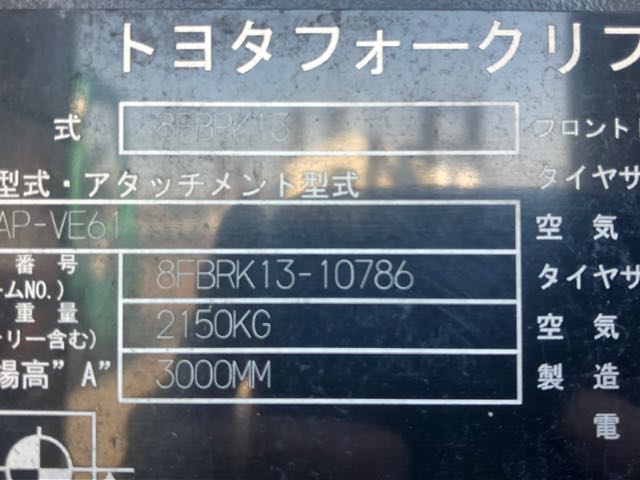 トヨタフォークリフ
式 8FBRK13 フロント
型式・アタッチメント型式 タイヤサ
AP-VE61 空気
番号 8FBRK13-10786 タイヤサ
ームNO.)
重量 2150KG 空気
リー含む)
揚高"A" 3000MM 製造
電